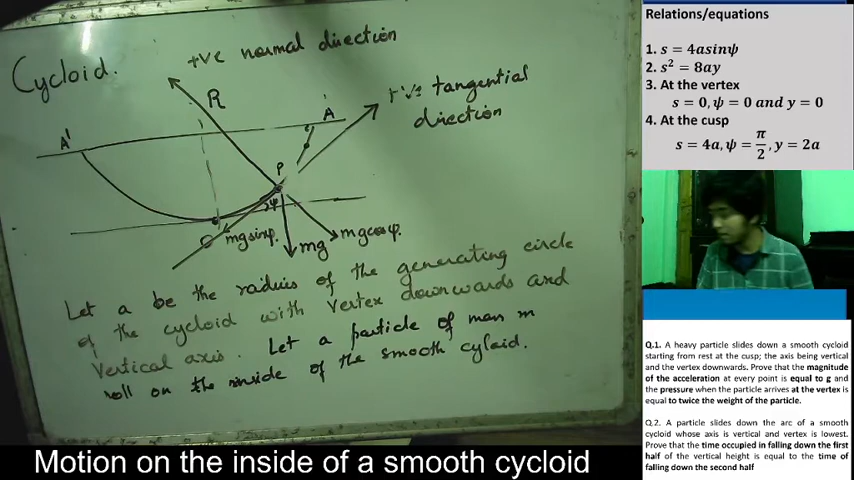 Cycloid.
+ve normal direction
R
+ve tangential
direction
A'
A
P
ψ
O
mg sinψ.
mg
mg cosψ.
Let a be the radius of the generating circle
of the cycloid with vertex downwards and
vertical axis. Let a particle of mass m
roll on the inside of the smooth cycloid.
Relations/equations
1. s = 4asinψ
2. s² = 8ay
3. At the vertex
s = 0, ψ = 0 and y = 0
4. At the cusp
s = 4a, ψ = π/2, y = 2a
Q.1. A heavy particle slides down a smooth cycloid
starting from rest at the cusp; the axis being vertical
and the vertex downwards. Prove that the magnitude
of the acceleration at every point is equal to g and
the pressure when the particle arrives at the vertex is
equal to twice the weight of the particle.
Q.2. A particle slides down the arc of a smooth
cycloid whose axis is vertical and vertex is lowest.
Prove that the time occupied in falling down the first
half of the vertical height is equal to the time of
falling down the second half
Motion on the inside of a smooth cycloid